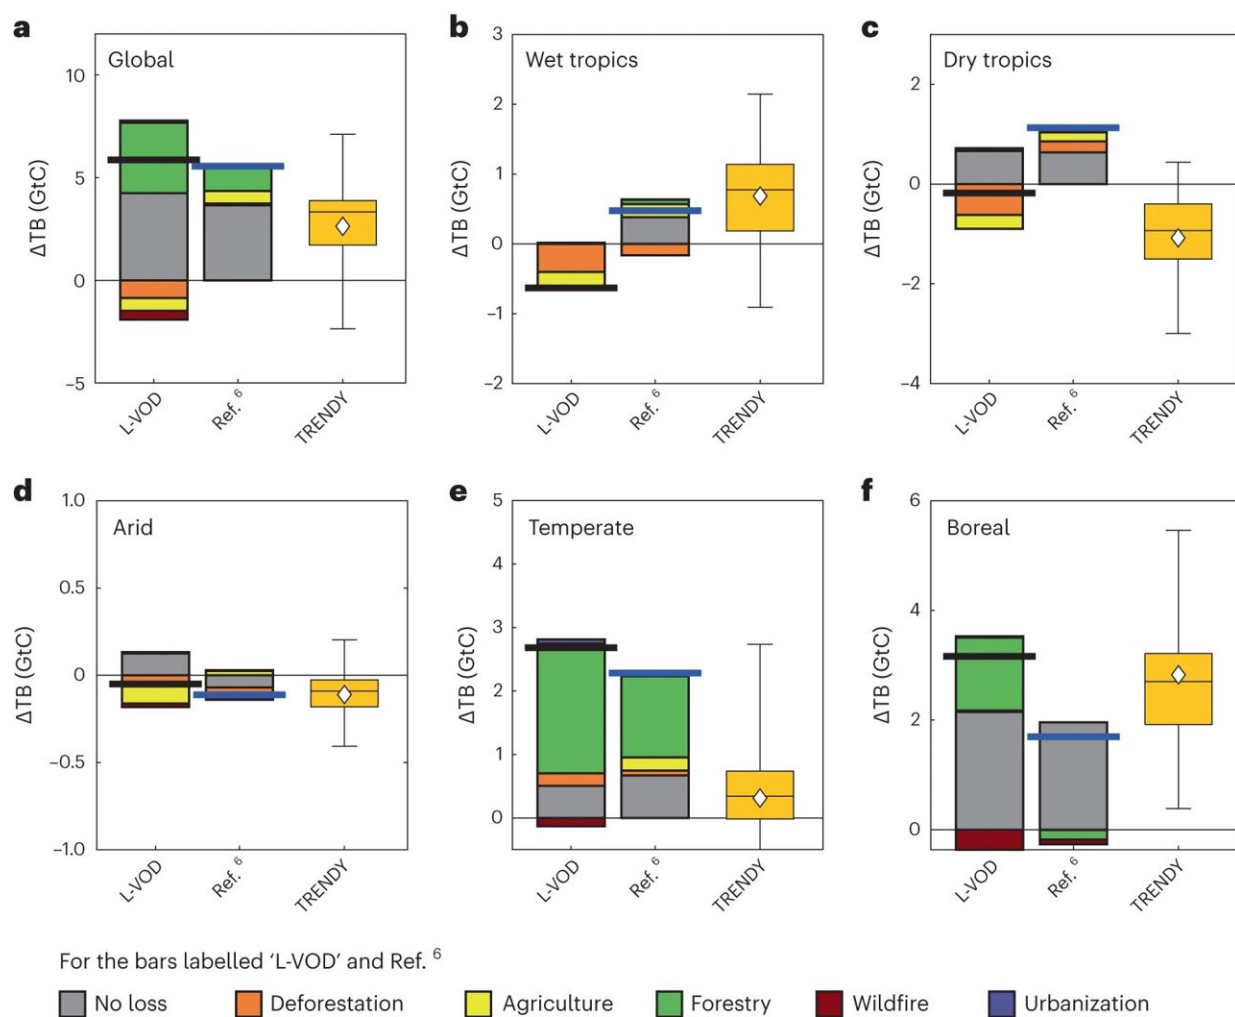 a
Global
ΔTB (GtC)
10
5
0
–5
L-VOD
Ref. 6
TRENDY
b
Wet tropics
ΔTB (GtC)
3
2
1
0
–1
–2
L-VOD
Ref. 6
TRENDY
c
Dry tropics
ΔTB (GtC)
2
0
–2
–4
L-VOD
Ref. 6
TRENDY
d
Arid
ΔTB (GtC)
1.0
0.5
0
–0.5
–1.0
L-VOD
Ref. 6
TRENDY
e
Temperate
ΔTB (GtC)
5
4
3
2
1
0
L-VOD
Ref. 6
TRENDY
f
Boreal
ΔTB (GtC)
6
4
2
0
L-VOD
Ref. 6
TRENDY
For the bars labelled ‘L-VOD’ and Ref. 6
No loss Deforestation Agriculture Forestry Wildfire Urbanization